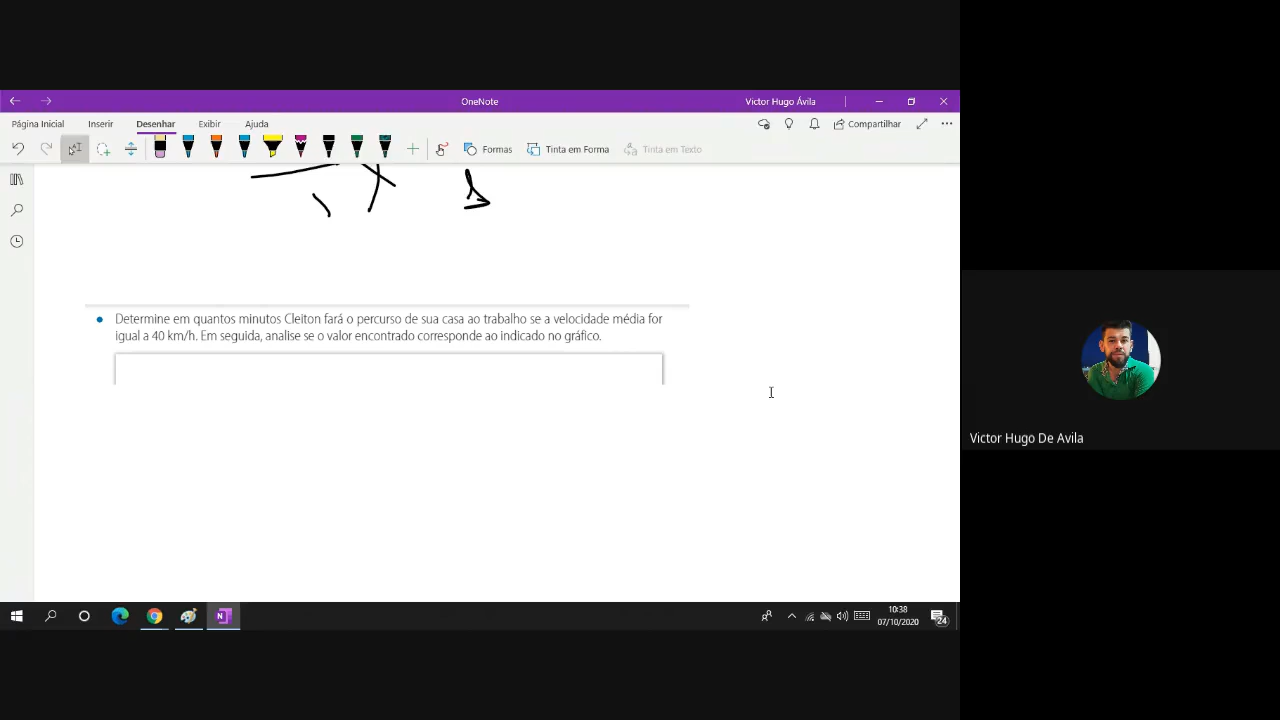 OneNote
Victor Hugo Ávila
Página Inicial Inserir Desenhar Exibir Ajuda
Compartilhar
Formas Tinta em Forma Tinta em Texto
Determine em quantos minutos Cleiton fará o percurso de sua casa ao trabalho se a velocidade média for
igual a 40 km/h. Em seguida, analise se o valor encontrado corresponde ao indicado no gráfico.
Victor Hugo De Avila
10:38
07/10/2020
24